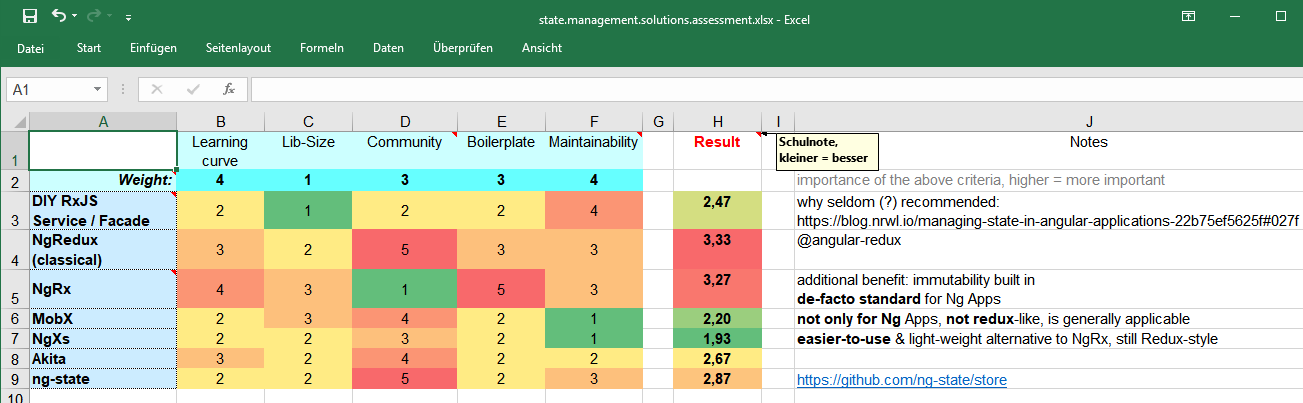 state.management.solutions.assessment.xlsx - Excel
Datei Start Einfügen Seitenlayout Formeln Daten Überprüfen Ansicht
A1 fx
A B C D E F G H I J
1 Learning curve Lib-Size Community Boilerplate Maintainability Result Notes
Schulnote,
kleiner = besser
2 Weight: 4 1 3 3 4 importance of the above criteria, higher = more important
3 DIY RxJS Service / Facade 2 1 2 2 4 2,47 why seldom (?) recommended:
https://blog.nrwl.io/managing-state-in-angular-applications-22b75ef5625f#027f
4 NgRedux (classical) 3 2 5 3 3 3,33 @angular-redux
5 NgRx 4 3 1 5 3 3,27 additional benefit: immutability built in
de-facto standard for Ng Apps
6 MobX 2 3 4 2 1 2,20 not only for Ng Apps, not redux-like, is generally applicable
7 NgXs 2 2 3 2 1 1,93 easier-to-use & light-weight alternative to NgRx, still Redux-style
8 Akita 3 2 4 2 2 2,67
9 ng-state 2 2 5 2 3 2,87 https://github.com/ng-state/store
10